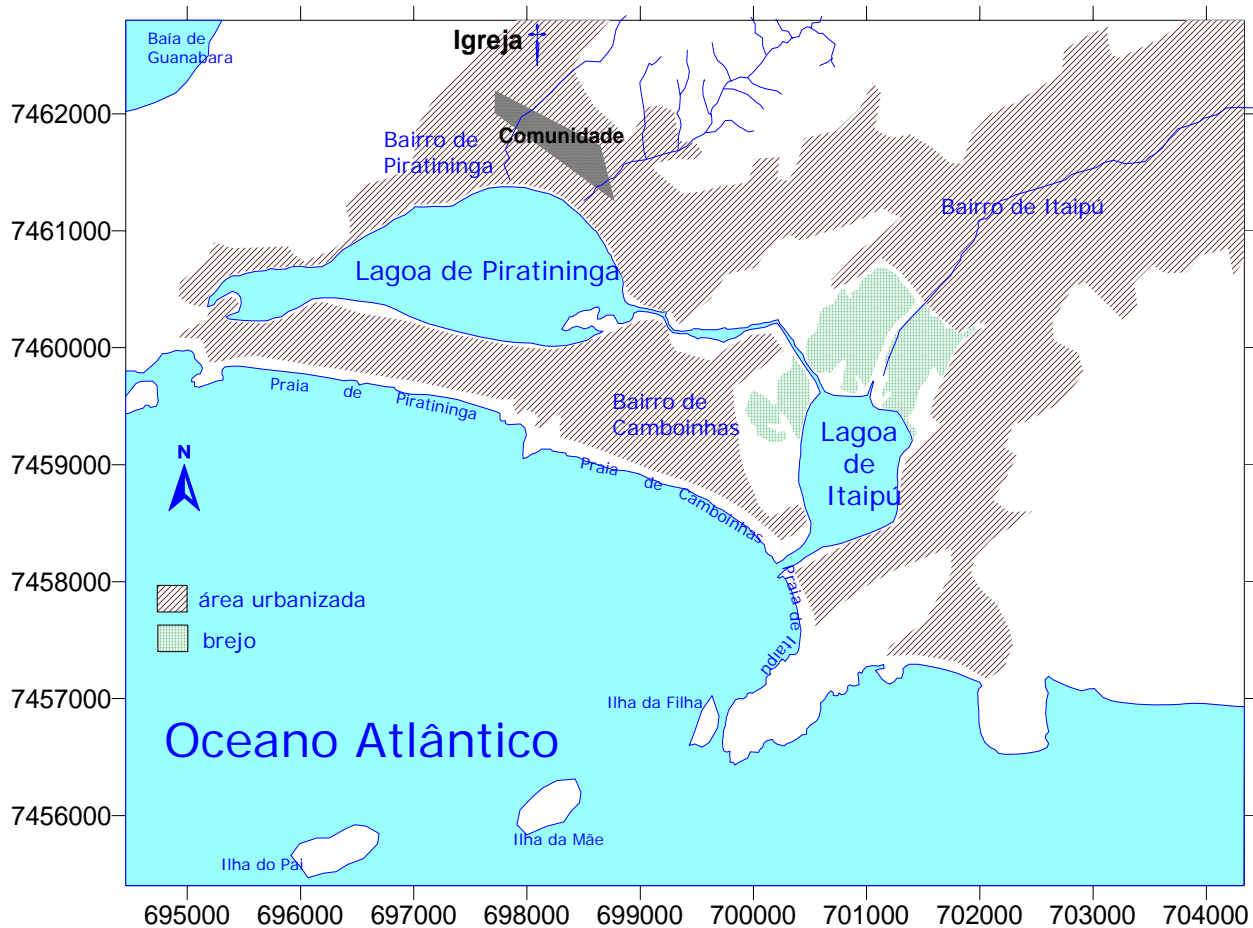 Baía de
Guanabara
Igreja
7462000
Comunidade
Bairro de
Piratininga
Bairro de Itaipú
7461000
Lagoa de Piratininga
7460000
Praia de Piratininga
Bairro de
Camboinhas
Lagoa
de
Itaipú
N
7459000
Praia de Camboinhas
7458000
Praia de Itaipú
área urbanizada
brejo
7457000
Ilha da Filha
Oceano Atlântico
7456000
Ilha da Mãe
Ilha do Pai
695000 696000 697000 698000 699000 700000 701000 702000 703000 704000